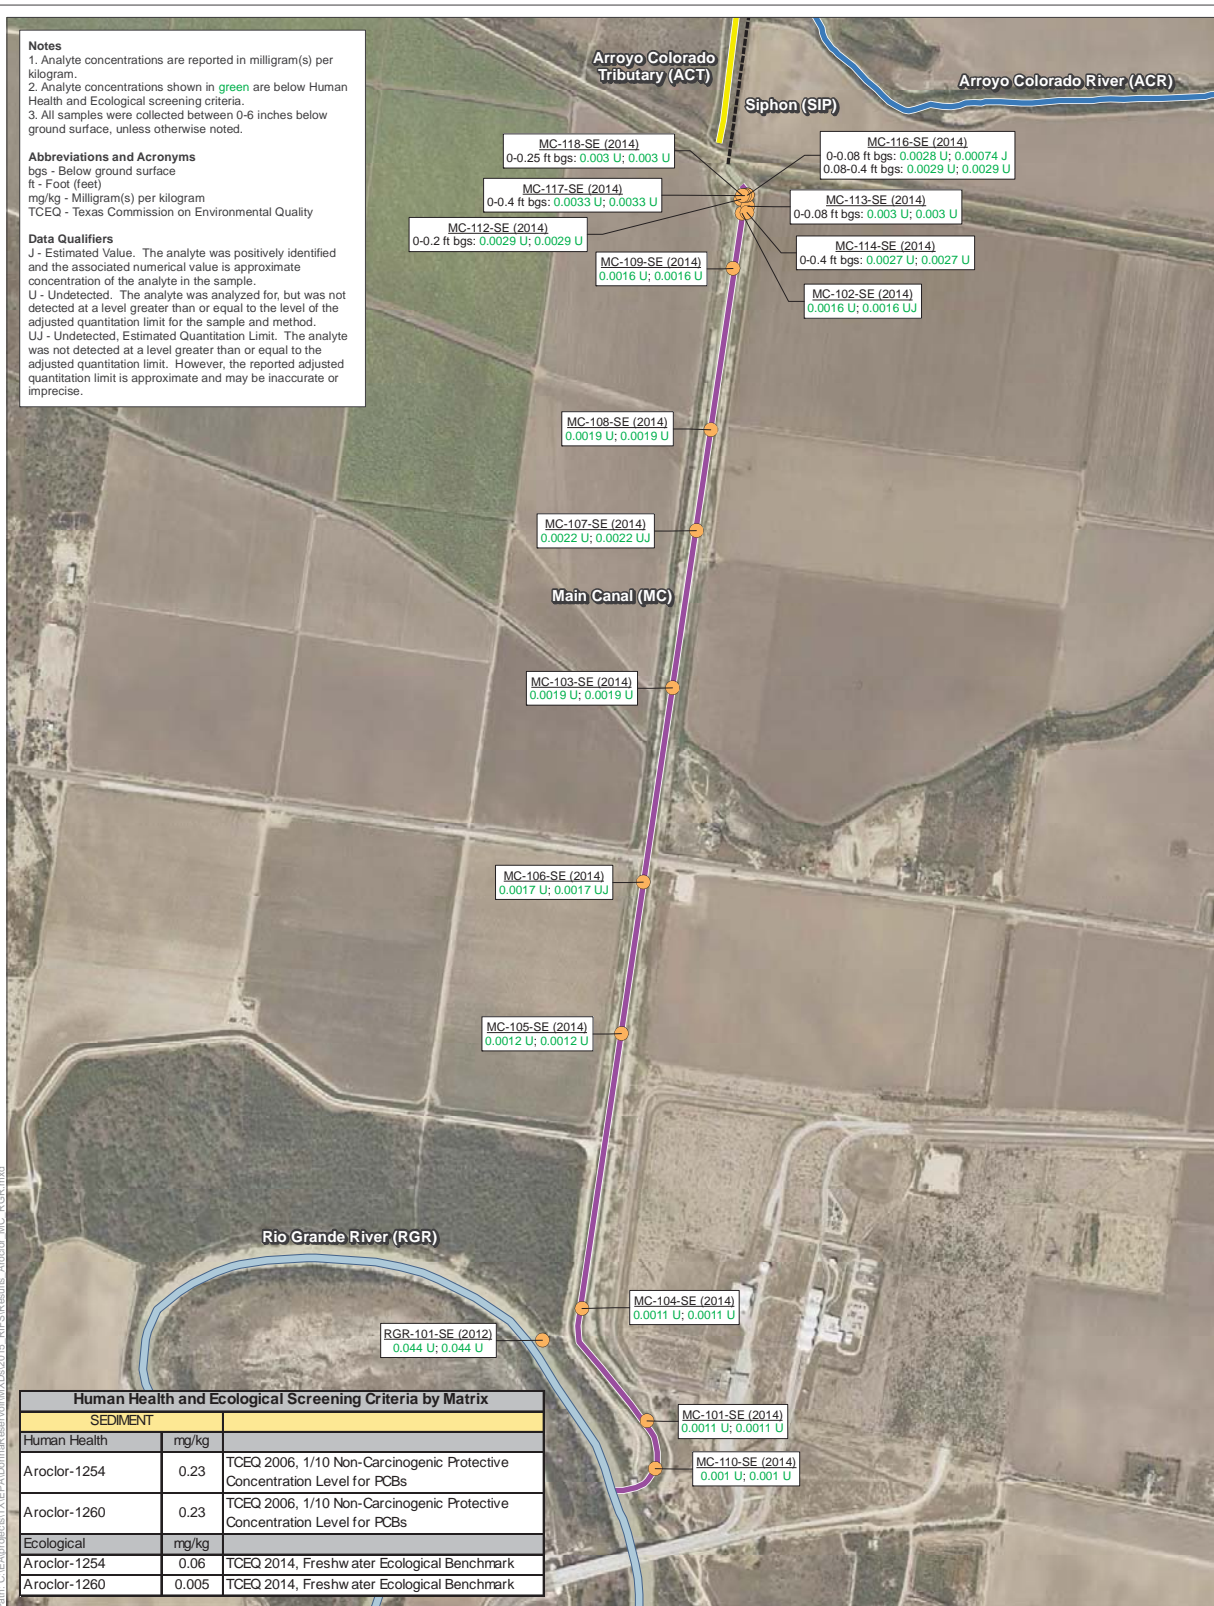 Notes
1. Analyte concentrations are reported in milligram(s) per
kilogram.
2. Analyte concentrations shown in green are below Human
Health and Ecological screening criteria.
3. All samples were collected between 0-6 inches below
ground surface, unless otherwise noted.
Abbreviations and Acronyms
bgs - Below ground surface
ft - Foot (feet)
mg/kg - Milligram(s) per kilogram
TCEQ - Texas Commission on Environmental Quality
Data Qualifiers
J - Estimated Value. The analyte was positively identified
and the associated numerical value is approximate
concentration of the analyte in the sample.
U - Undetected. The analyte was analyzed for, but was not
detected at a level greater than or equal to the level of the
adjusted quantitation limit for the sample and method.
UJ - Undetected, Estimated Quantitation Limit. The analyte
was not detected at a level greater than or equal to the
adjusted quantitation limit. However, the reported adjusted
quantitation limit is approximate and may be inaccurate or
imprecise.
Arroyo Colorado
Tributary (ACT)
Arroyo Colorado River (ACR)
Siphon (SIP)
MC-118-SE (2014)
0-0.25 ft bgs: 0.003 U; 0.003 U
MC-116-SE (2014)
0-0.08 ft bgs: 0.0028 U; 0.00074 J
0.08-0.4 ft bgs: 0.0029 U; 0.0029 U
MC-117-SE (2014)
0-0.4 ft bgs: 0.0033 U; 0.0033 U
MC-113-SE (2014)
0-0.08 ft bgs: 0.003 U; 0.003 U
MC-112-SE (2014)
0-0.2 ft bgs: 0.0029 U; 0.0029 U
MC-114-SE (2014)
0-0.4 ft bgs: 0.0027 U; 0.0027 U
MC-109-SE (2014)
0.0016 U; 0.0016 U
MC-102-SE (2014)
0.0016 U; 0.0016 UJ
MC-108-SE (2014)
0.0019 U; 0.0019 U
MC-107-SE (2014)
0.0022 U; 0.0022 UJ
Main Canal (MC)
MC-103-SE (2014)
0.0019 U; 0.0019 U
MC-106-SE (2014)
0.0017 U; 0.0017 UJ
MC-105-SE (2014)
0.0012 U; 0.0012 U
Rio Grande River (RGR)
MC-104-SE (2014)
0.0011 U; 0.0011 U
RGR-101-SE (2012)
0.044 U; 0.044 U
MC-101-SE (2014)
0.0011 U; 0.0011 U
MC-110-SE (2014)
0.001 U; 0.001 U
Human Health and Ecological Screening Criteria by Matrix
SEDIMENT
Human Health mg/kg
Aroclor-1254 0.23 TCEQ 2006, 1/10 Non-Carcinogenic Protective
Concentration Level for PCBs
Aroclor-1260 0.23 TCEQ 2006, 1/10 Non-Carcinogenic Protective
Concentration Level for PCBs
Ecological mg/kg
Aroclor-1254 0.06 TCEQ 2014, Freshwater Ecological Benchmark
Aroclor-1260 0.005 TCEQ 2014, Freshwater Ecological Benchmark